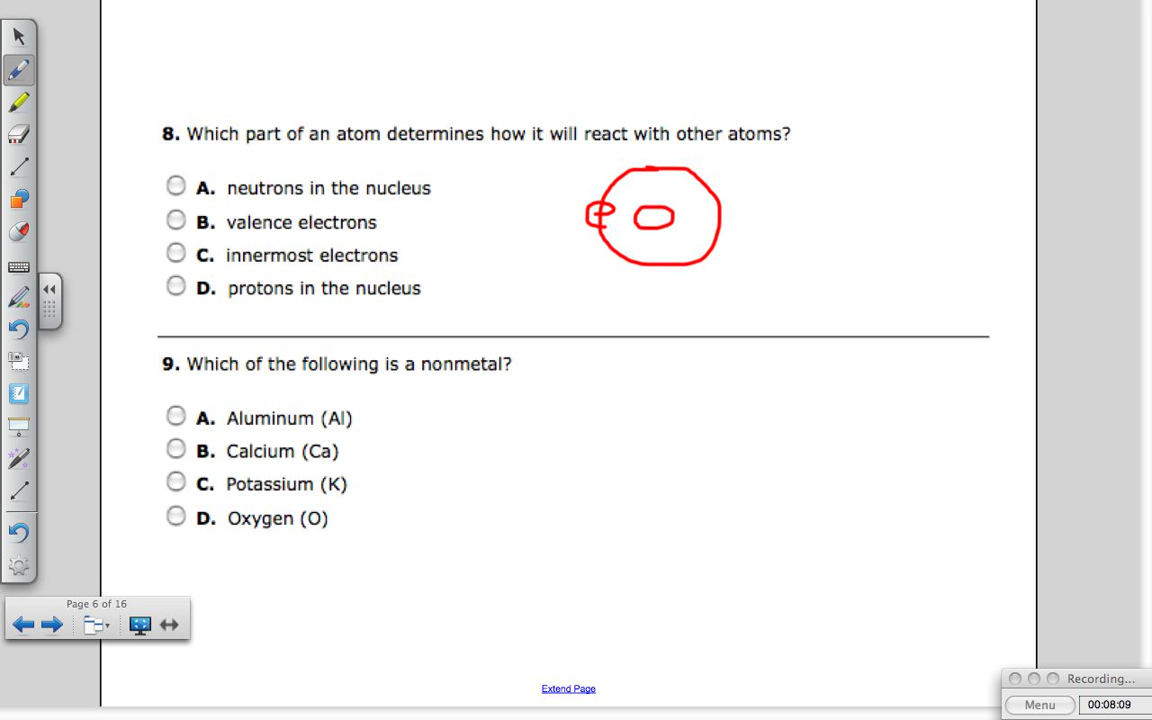 8. Which part of an atom determines how it will react with other atoms?
A. neutrons in the nucleus
B. valence electrons
C. innermost electrons
D. protons in the nucleus
9. Which of the following is a nonmetal?
A. Aluminum (Al)
B. Calcium (Ca)
C. Potassium (K)
D. Oxygen (O)
Page 6 of 16
Extend Page
Recording...
Menu
00:08:09